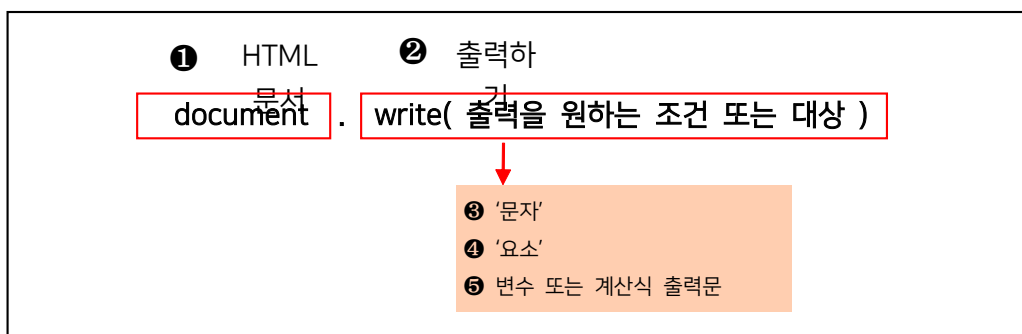 ❶ HTML 문서
❷ 출력하기
document . write( 출력을 원하는 조건 또는 대상 )
❸ ‘문자’
❹ ‘요소’
❺ 변수 또는 계산식 출력문